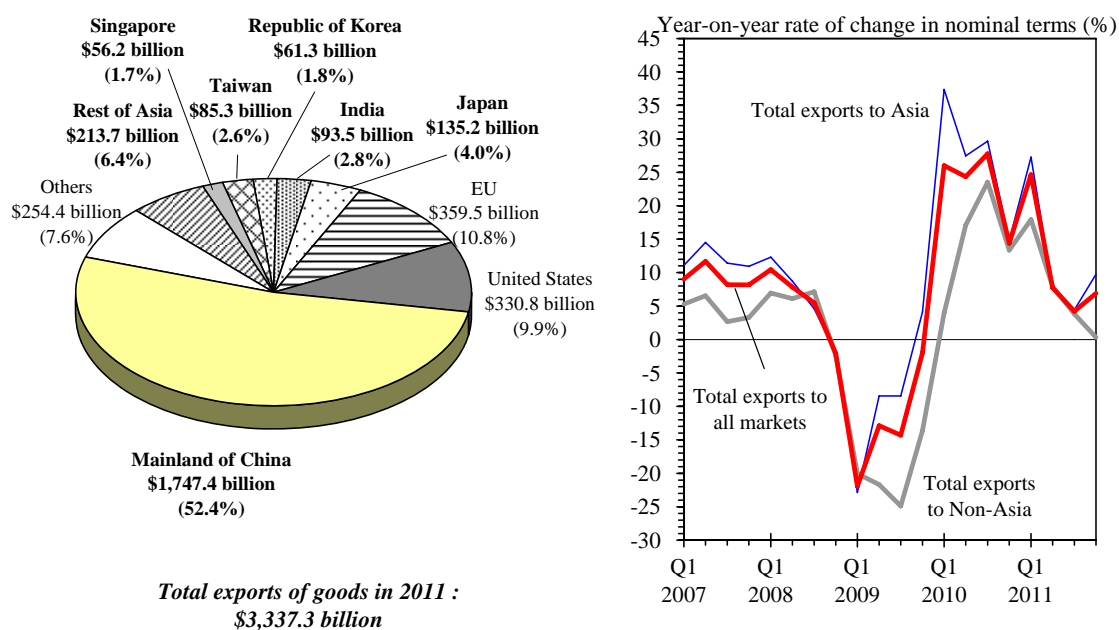 Singapore
$56.2 billion
(1.7%)
Republic of Korea
$61.3 billion
(1.8%)
Taiwan
$85.3 billion
(2.6%)
Rest of Asia
$213.7 billion
(6.4%)
India
$93.5 billion
(2.8%)
Japan
$135.2 billion
(4.0%)
Others
$254.4 billion
(7.6%)
EU
$359.5 billion
(10.8%)
United States
$330.8 billion
(9.9%)
Mainland of China
$1,747.4 billion
(52.4%)
Total exports of goods in 2011 :
$3,337.3 billion
Year-on-year rate of change in nominal terms (%)
45
40
35
30
25
20
15
10
5
0
-5
-10
-15
-20
-25
-30
Total exports to Asia
Total exports to
all markets
Total exports
to Non-Asia
Q1 Q1 Q1 Q1 Q1
2007 2008 2009 2010 2011